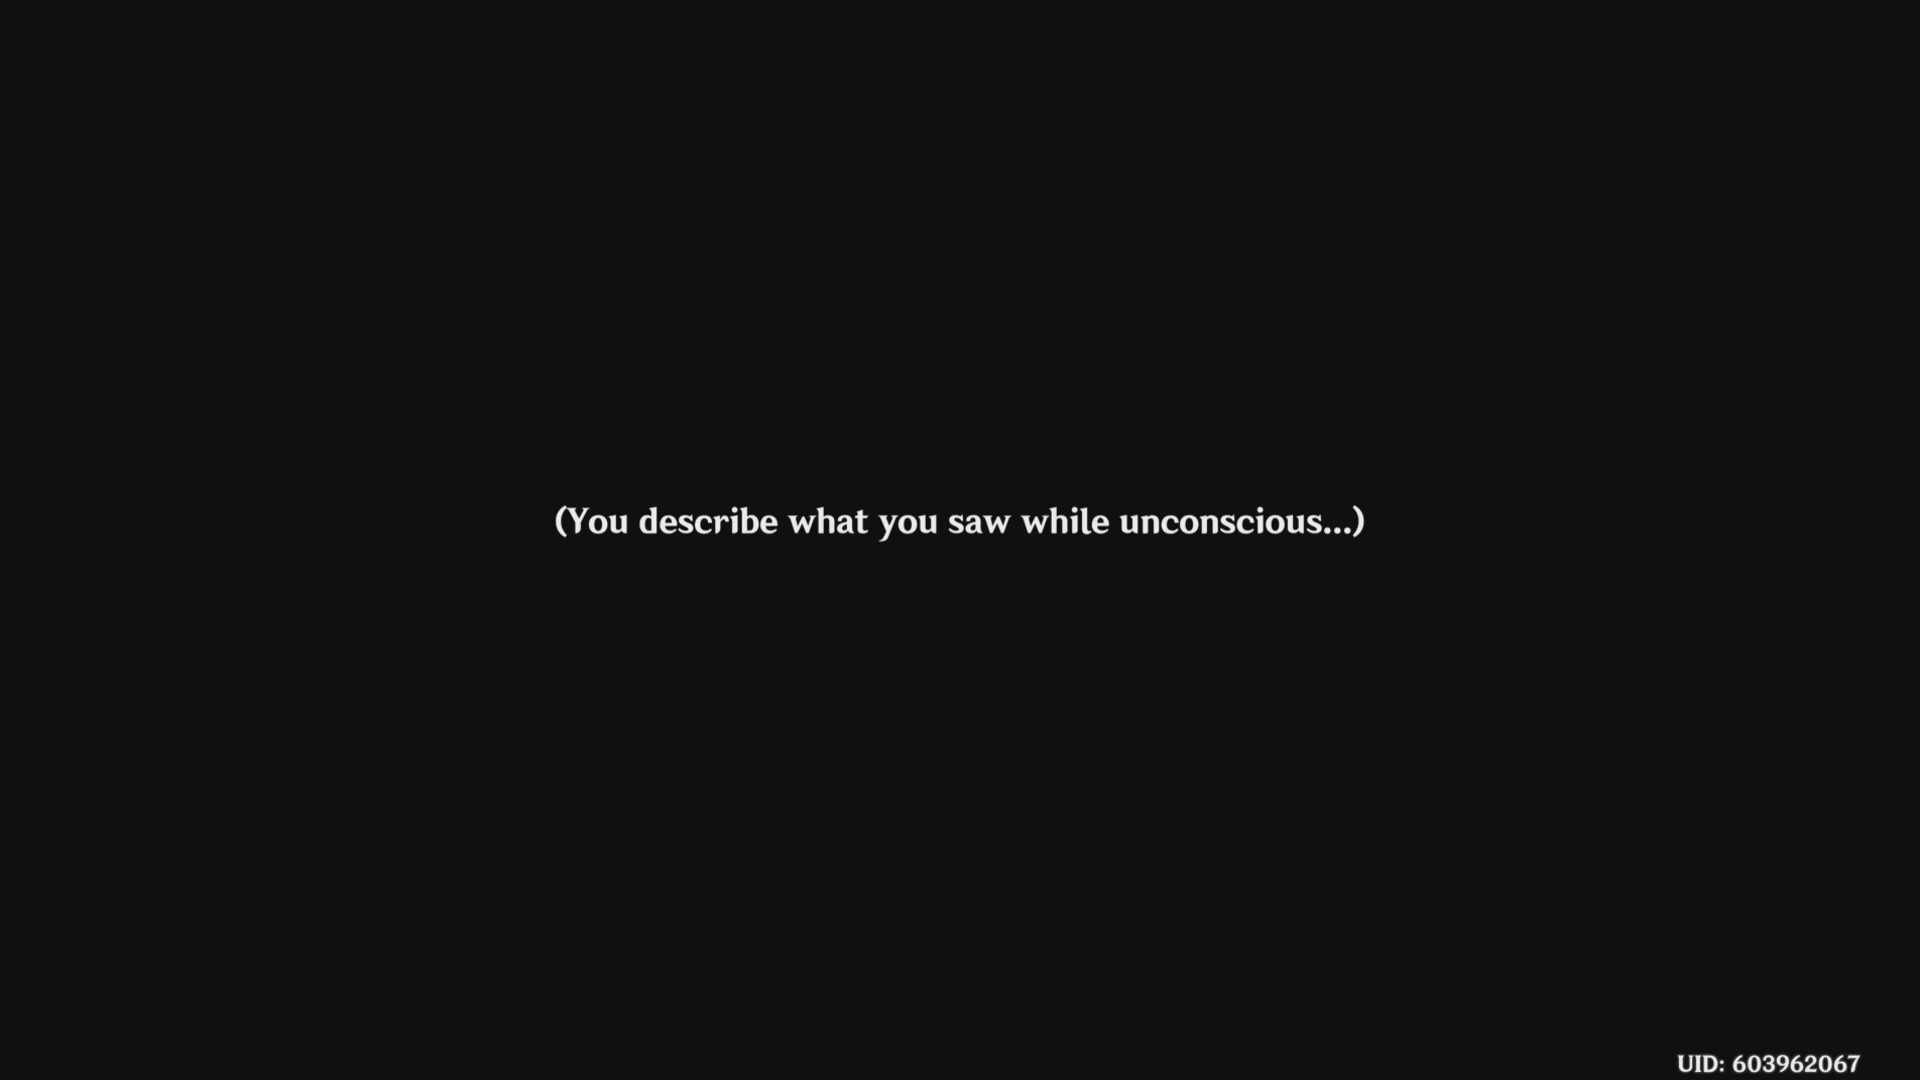 (You describe what you saw while unconscious...)
UID: 603962067